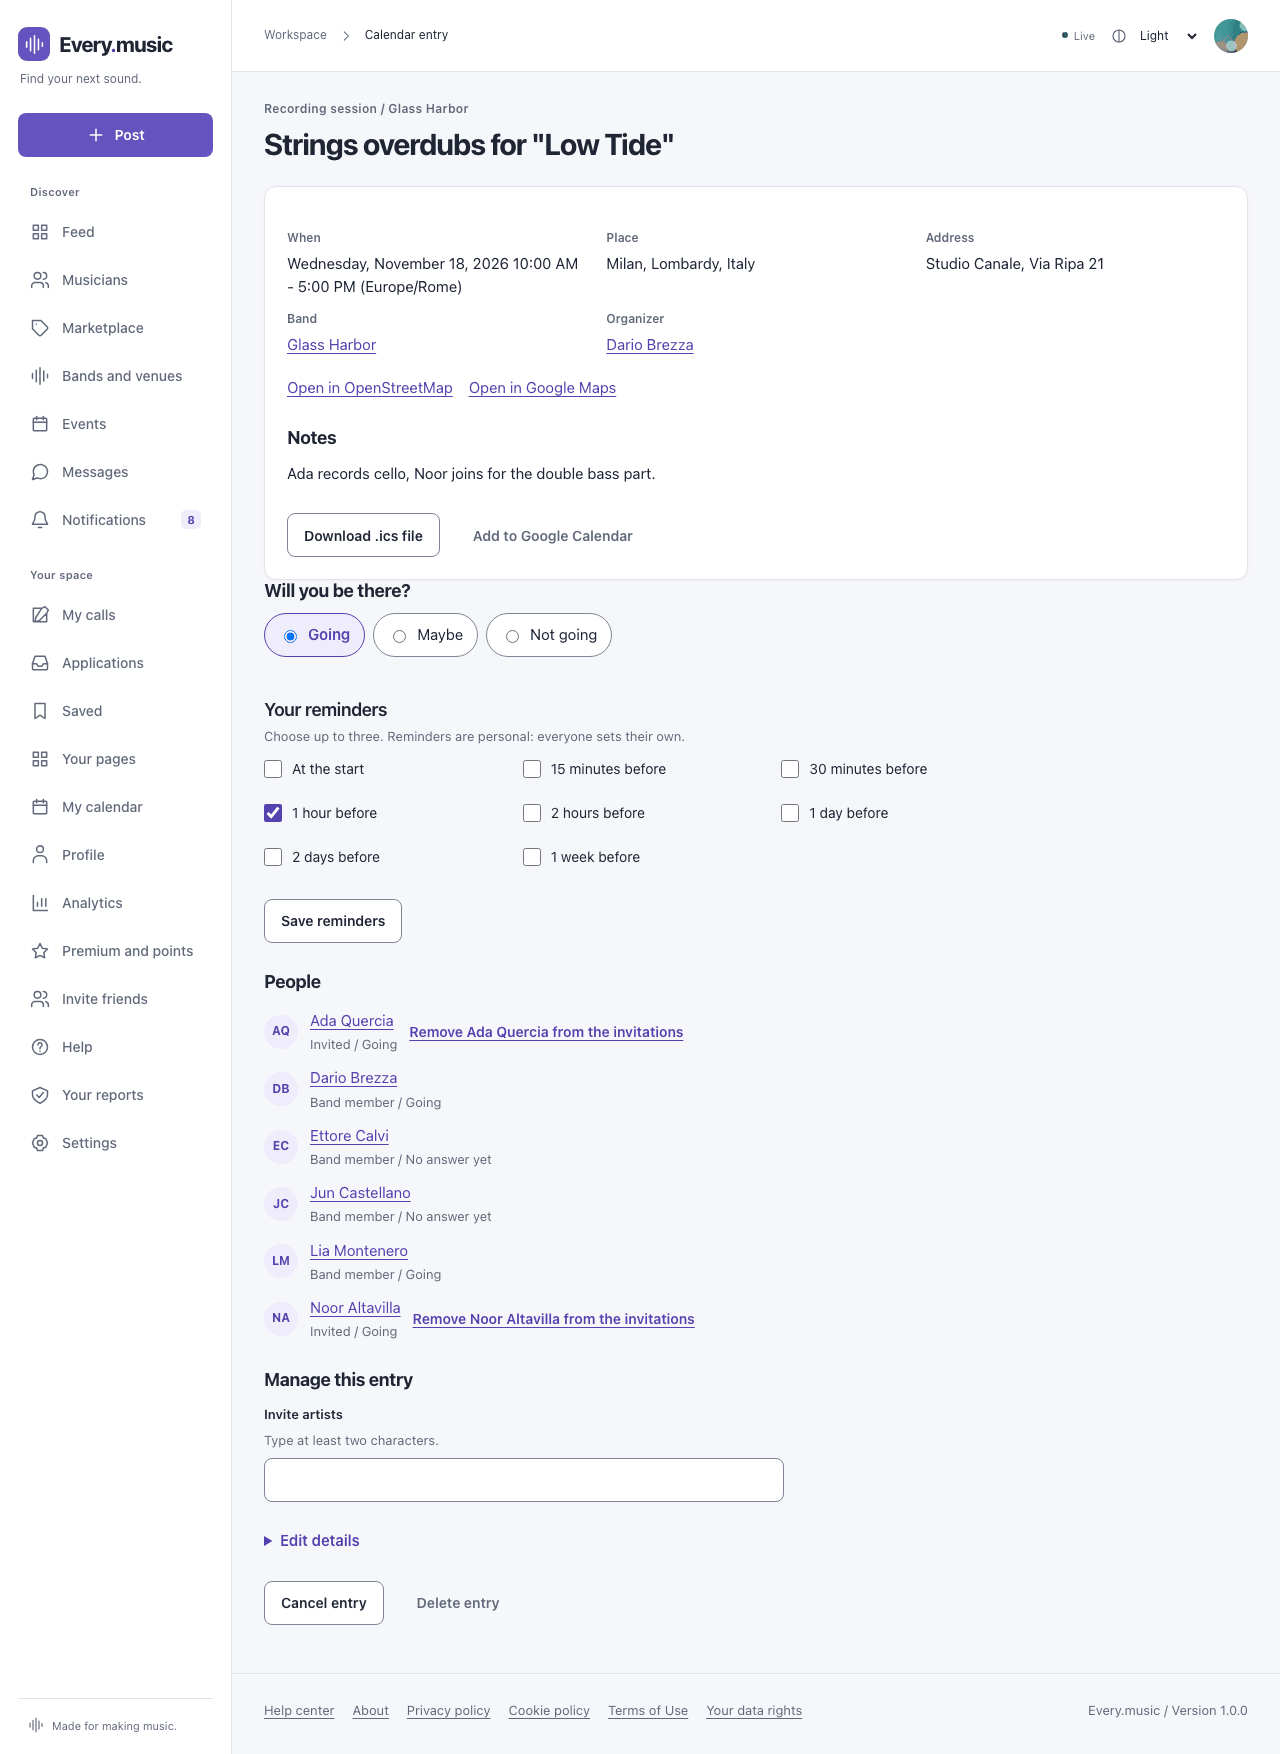 Every.music
Find your next sound.
Post
Discover
Feed
Musicians
Marketplace
Bands and venues
Events
Messages
Notifications 8
Your space
My calls
Applications
Saved
Your pages
My calendar
Profile
Analytics
Premium and points
Invite friends
Help
Your reports
Settings
Made for making music.
Workspace > Calendar entry
Live Light
Recording session / Glass Harbor
Strings overdubs for "Low Tide"
When
Wednesday, November 18, 2026 10:00 AM
- 5:00 PM (Europe/Rome)
Place
Milan, Lombardy, Italy
Address
Studio Canale, Via Ripa 21
Band
Glass Harbor
Organizer
Dario Brezza
Open in OpenStreetMap Open in Google Maps
Notes
Ada records cello, Noor joins for the double bass part.
Download .ics file Add to Google Calendar
Will you be there?
Going Maybe Not going
Your reminders
Choose up to three. Reminders are personal: everyone sets their own.
At the start 15 minutes before 30 minutes before
1 hour before 2 hours before 1 day before
2 days before 1 week before
Save reminders
People
AQ Ada Quercia
Invited / Going
Remove Ada Quercia from the invitations
DB Dario Brezza
Band member / Going
EC Ettore Calvi
Band member / No answer yet
JC Jun Castellano
Band member / No answer yet
LM Lia Montenero
Band member / Going
NA Noor Altavilla
Invited / Going
Remove Noor Altavilla from the invitations
Manage this entry
Invite artists
Type at least two characters.
Edit details
Cancel entry Delete entry
Help center About Privacy policy Cookie policy Terms of Use Your data rights
Every.music / Version 1.0.0